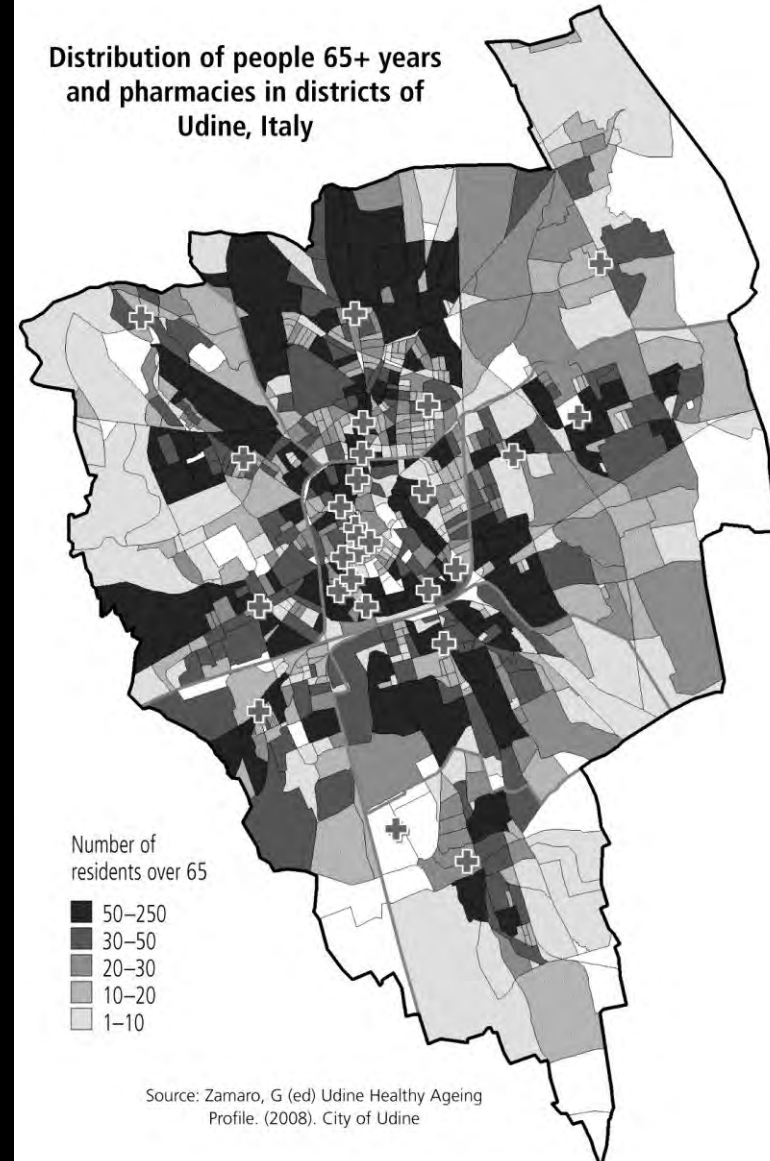 Distribution of people 65+ years
and pharmacies in districts of
Udine, Italy
Number of
residents over 65
50–250
30–50
20–30
10–20
1–10
Source: Zamaro, G (ed) Udine Healthy Ageing
Profile. (2008). City of Udine